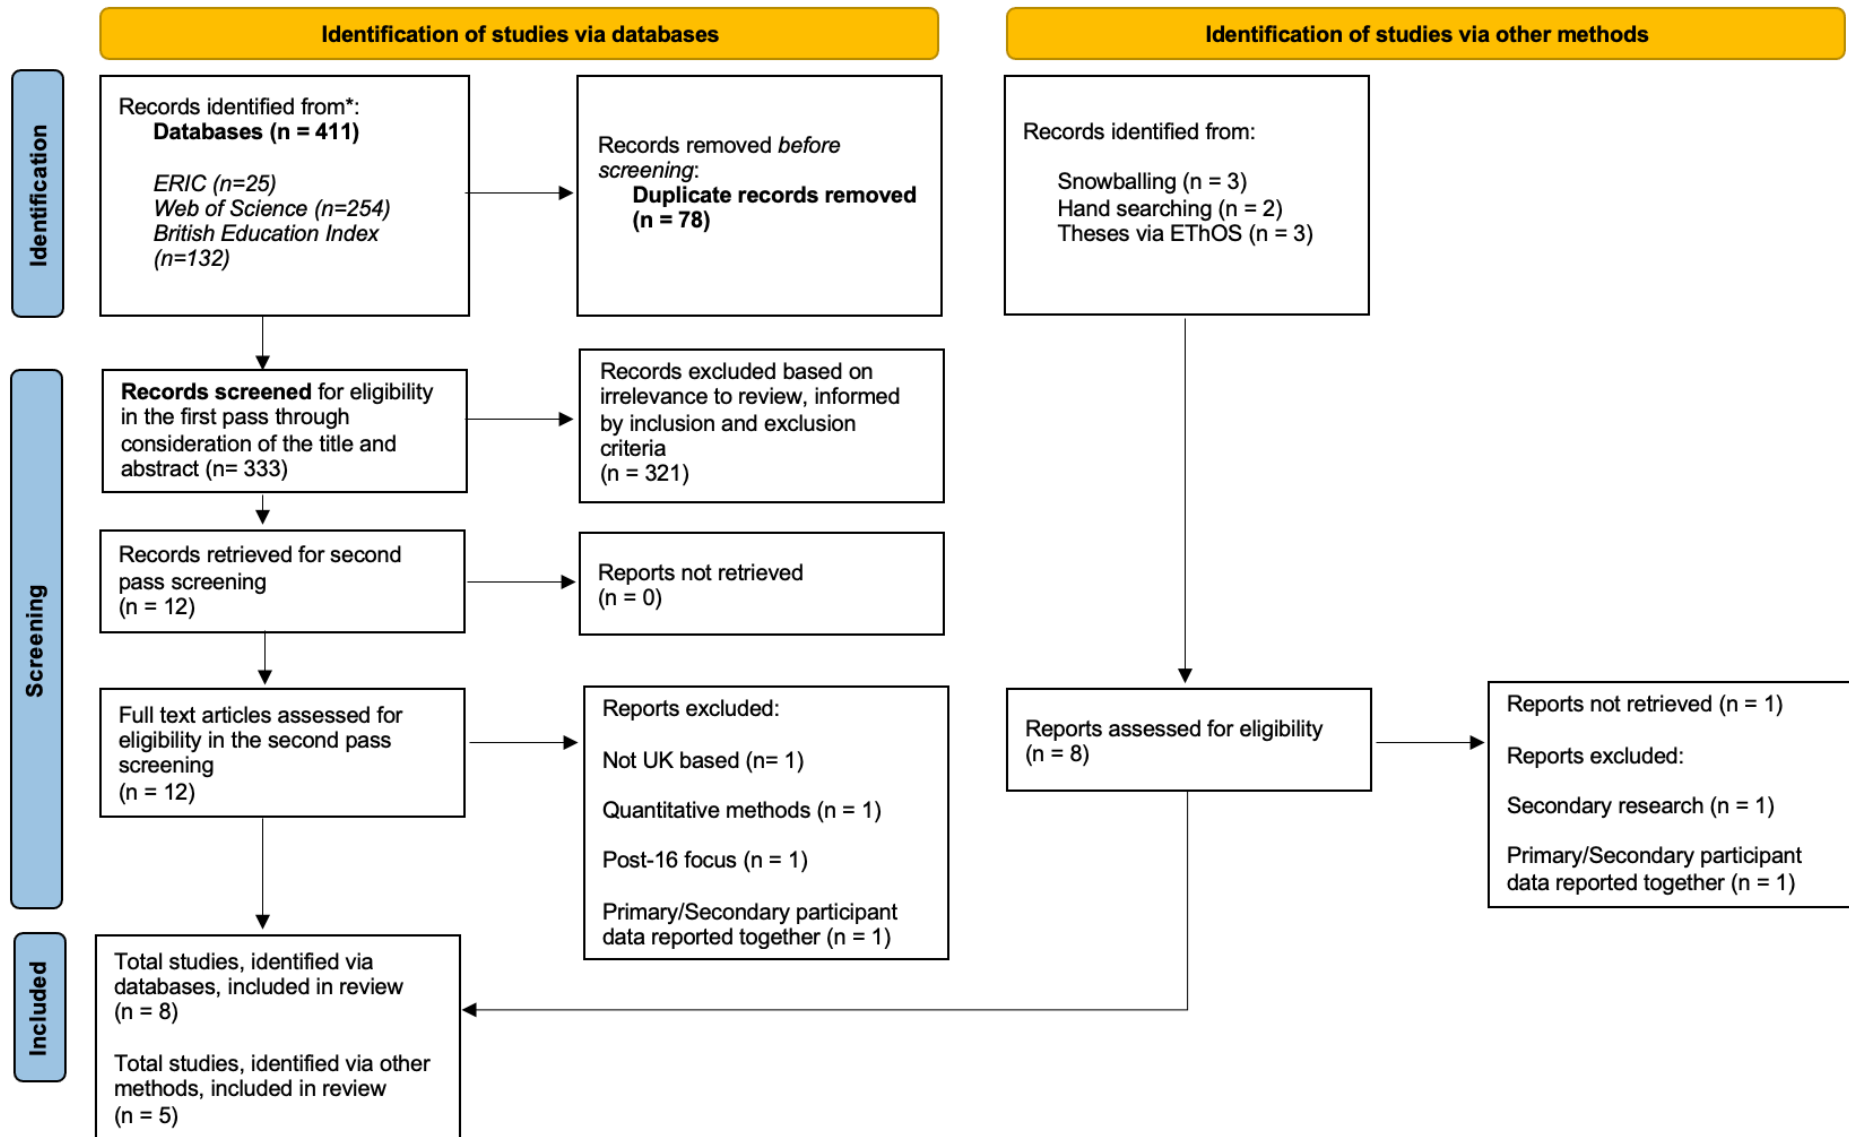 Identification of studies via databases
Identification of studies via other methods
Identification
Records identified from*:
Databases (n = 411)
ERIC (n=25)
Web of Science (n=254)
British Education Index
(n=132)
Records removed before
screening:
Duplicate records removed
(n = 78)
Records identified from:
Snowballing (n = 3)
Hand searching (n = 2)
Theses via EThOS (n = 3)
Screening
Records screened for eligibility
in the first pass through
consideration of the title and
abstract (n= 333)
Records excluded based on
irrelevance to review, informed
by inclusion and exclusion
criteria
(n = 321)
Records retrieved for second
pass screening
(n = 12)
Reports not retrieved
(n = 0)
Full text articles assessed for
eligibility in the second pass
screening
(n = 12)
Reports excluded:
Not UK based (n= 1)
Quantitative methods (n = 1)
Post-16 focus (n = 1)
Primary/Secondary participant
data reported together (n = 1)
Reports assessed for eligibility
(n = 8)
Reports not retrieved (n = 1)
Reports excluded:
Secondary research (n = 1)
Primary/Secondary participant
data reported together (n = 1)
Included
Total studies, identified via
databases, included in review
(n = 8)
Total studies, identified via other
methods, included in review
(n = 5)